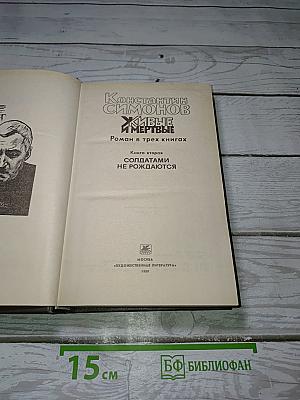 Константин
СИМОНОВ
ЖИВЫЕ
И МЕРТВЫЕ
Роман в трех книгах
Книга вторая
СОЛДАТАМИ
НЕ РОЖДАЮТСЯ
МОСКВА
«ХУДОЖЕСТВЕННАЯ ЛИТЕРАТУРА»
1989
15 см
БФ БИБЛИОФАН